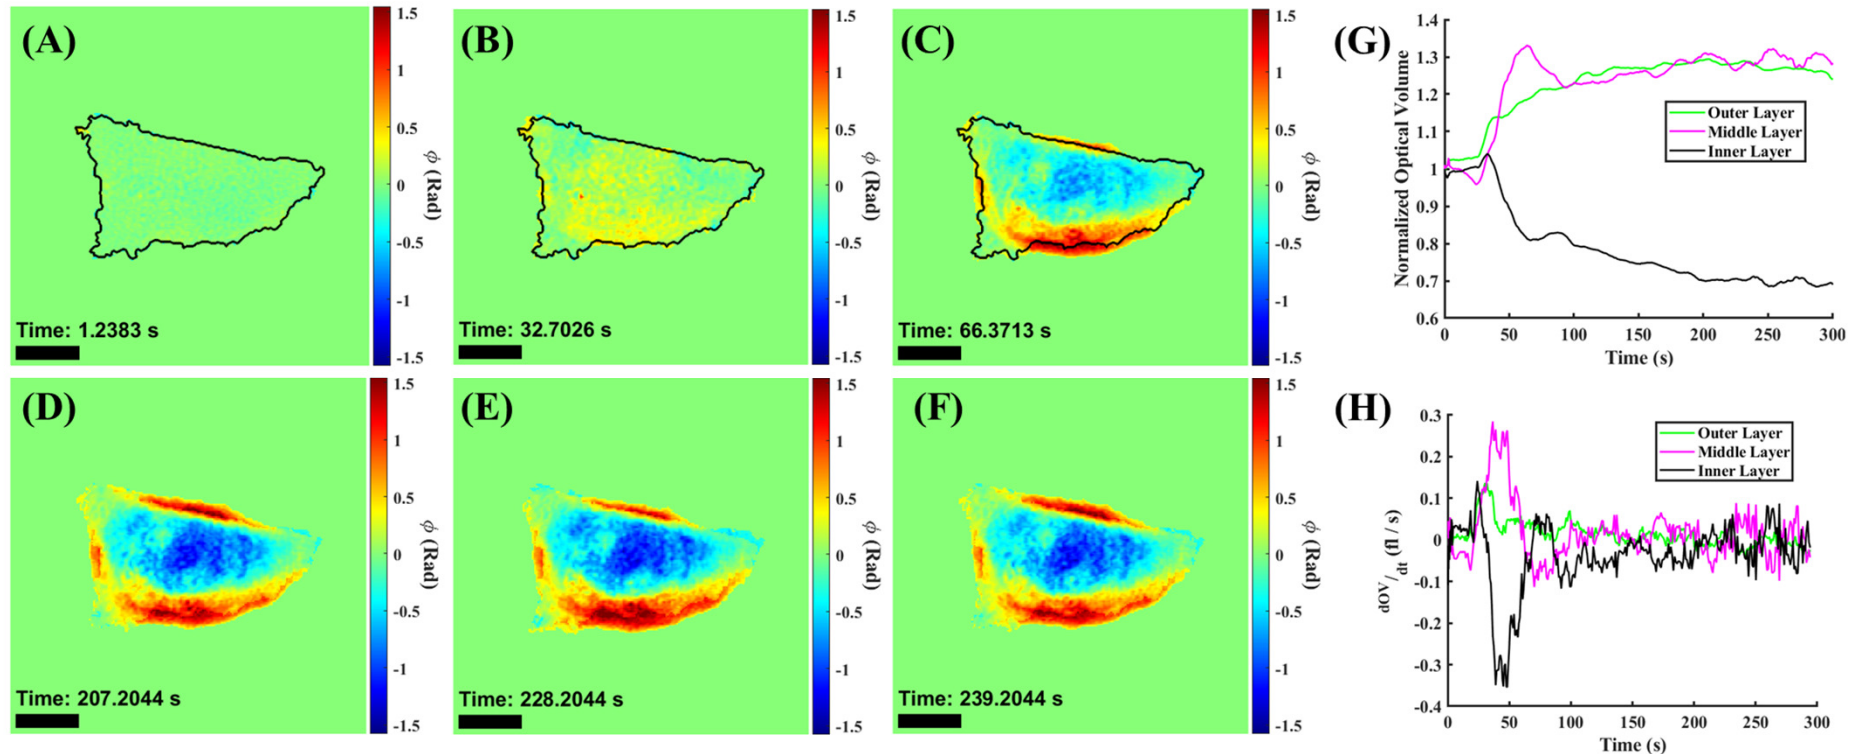 (A)
1.5
1
0.5
0
-0.5
-1
-1.5
ϕ (Rad)
Time: 1.2383 s
(B)
1.5
1
0.5
0
-0.5
-1
-1.5
ϕ (Rad)
Time: 32.7026 s
(C)
1.5
1
0.5
0
-0.5
-1
-1.5
ϕ (Rad)
Time: 66.3713 s
(G)
Normalized Optical Volume
1.4
1.3
1.2
1.1
1
0.9
0.8
0.7
0.6
Outer Layer
Middle Layer
Inner Layer
0 50 100 150 200 250 300
Time (s)
(D)
1.5
1
0.5
0
-0.5
-1
-1.5
ϕ (Rad)
Time: 207.2044 s
(E)
1.5
1
0.5
0
-0.5
-1
-1.5
ϕ (Rad)
Time: 228.2044 s
(F)
1.5
1
0.5
0
-0.5
-1
-1.5
ϕ (Rad)
Time: 239.2044 s
(H)
dOV/dt (fl / s)
0.3
0.2
0.1
0
-0.1
-0.2
-0.3
-0.4
Outer Layer
Middle Layer
Inner Layer
0 50 100 150 200 250 300
Time (s)